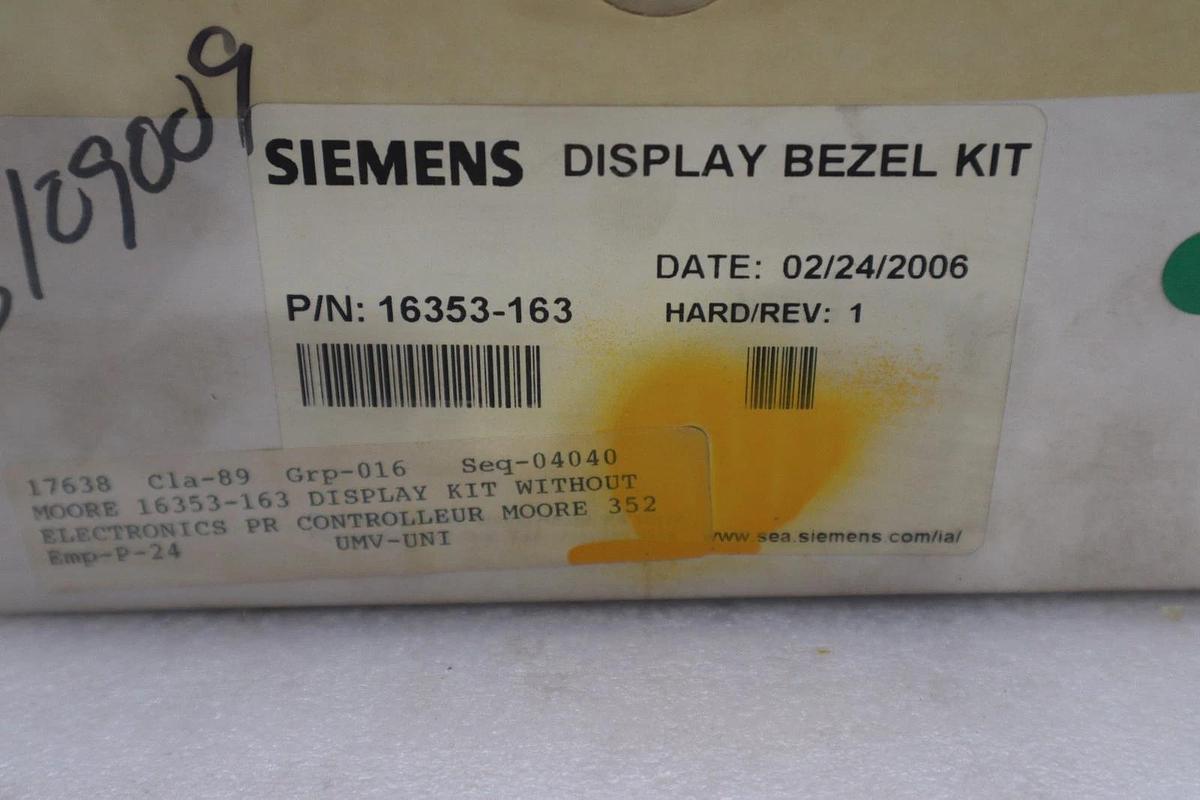 109009
SIEMENS DISPLAY BEZEL KIT
DATE: 02/24/2006
P/N: 16353-163
HARD/REV: 1
17638 Cla-89 Grp-016 Seq-04040
MOORE 16353-163 DISPLAY KIT WITHOUT
ELECTRONICS PR CONTROLLEUR MOORE 352
Emp-P-24 UMV-UNI
www.sea.siemens.com/ia/